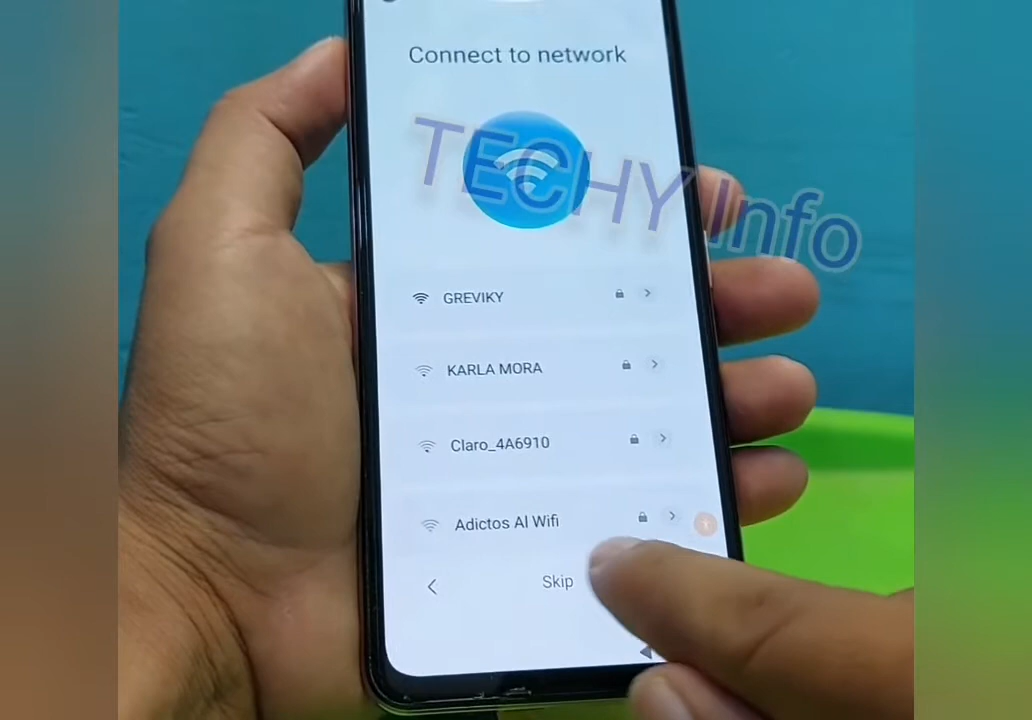 Connect to network
TECHY Info
GREVIKY
KARLA MORA
Claro_4A6910
Adictos Al Wifi
Skip